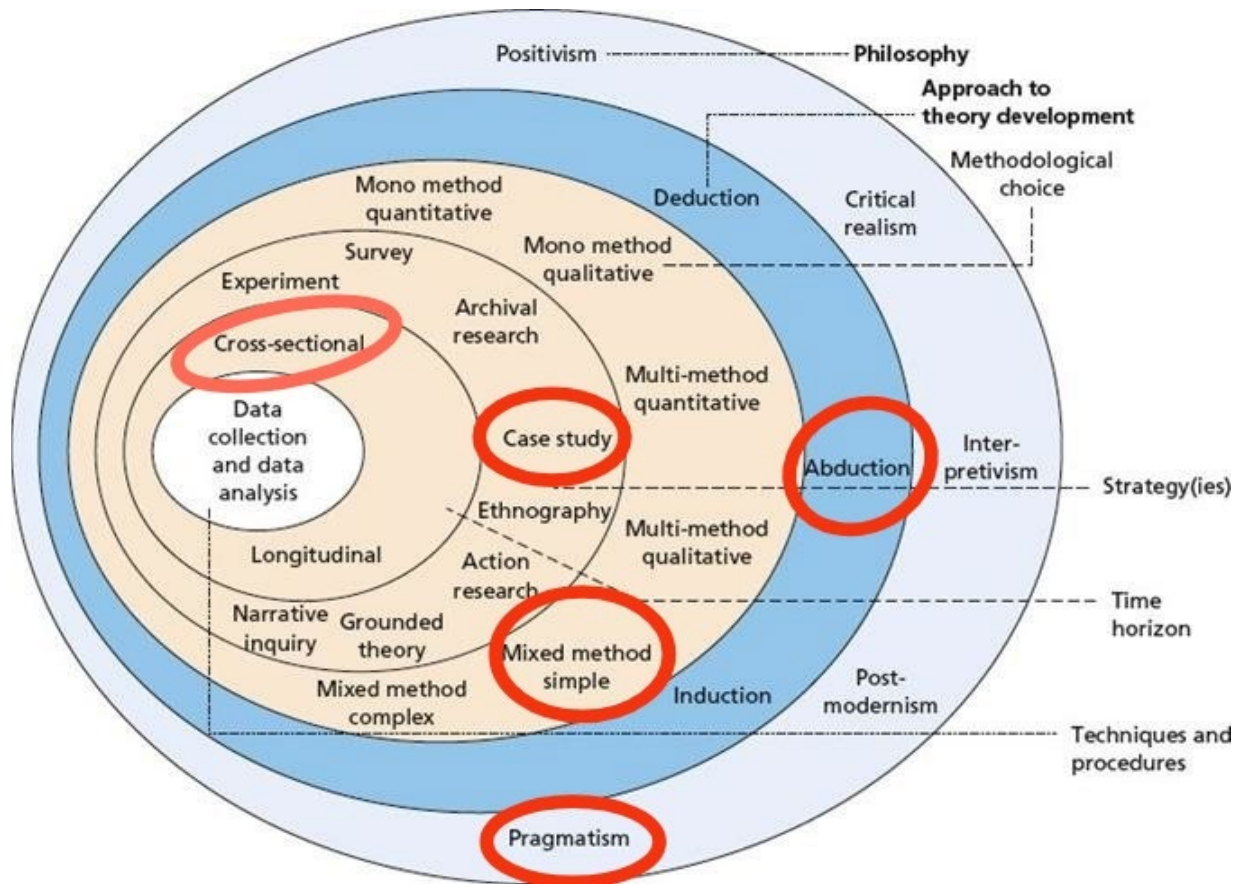 Positivism
Philosophy
Approach to
theory development
Methodological
choice
Mono method
quantitative
Deduction
Critical
realism
Survey
Mono method
qualitative
Experiment
Archival
research
Cross-sectional
Multi-method
quantitative
Data
collection
and data
analysis
Case study
Abduction
Inter-
pretivism
Strategy(ies)
Ethnography
Multi-method
qualitative
Longitudinal
Action
research
Time
horizon
Narrative
inquiry
Grounded
theory
Mixed method
simple
Mixed method
complex
Induction
Post-
modernism
Techniques and
procedures
Pragmatism